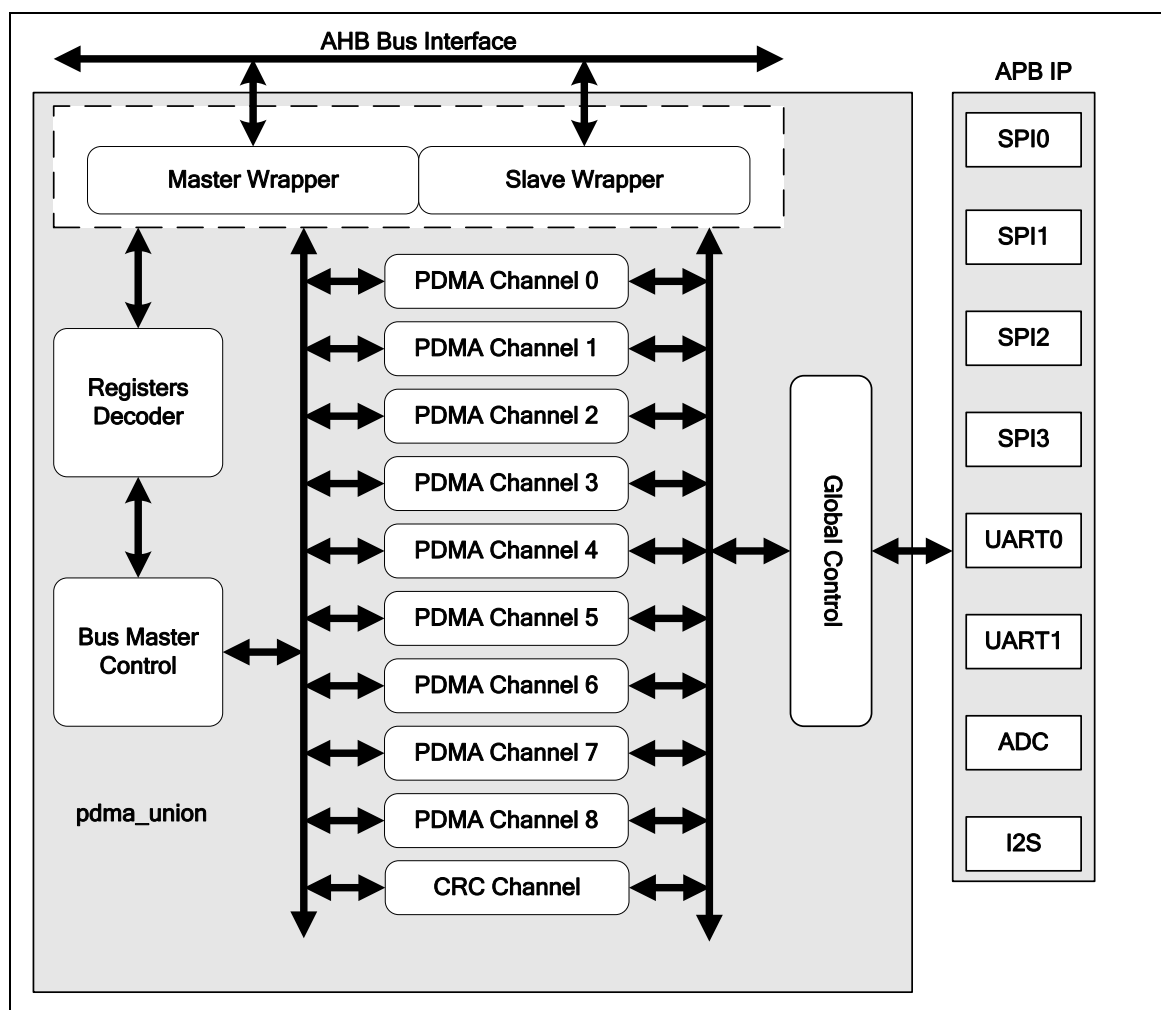 AHB Bus Interface
APB IP
Master Wrapper
Slave Wrapper
Registers
Decoder
Bus Master
Control
pdma_union
PDMA Channel 0
PDMA Channel 1
PDMA Channel 2
PDMA Channel 3
PDMA Channel 4
PDMA Channel 5
PDMA Channel 6
PDMA Channel 7
PDMA Channel 8
CRC Channel
Global Control
SPI0
SPI1
SPI2
SPI3
UART0
UART1
ADC
I2S